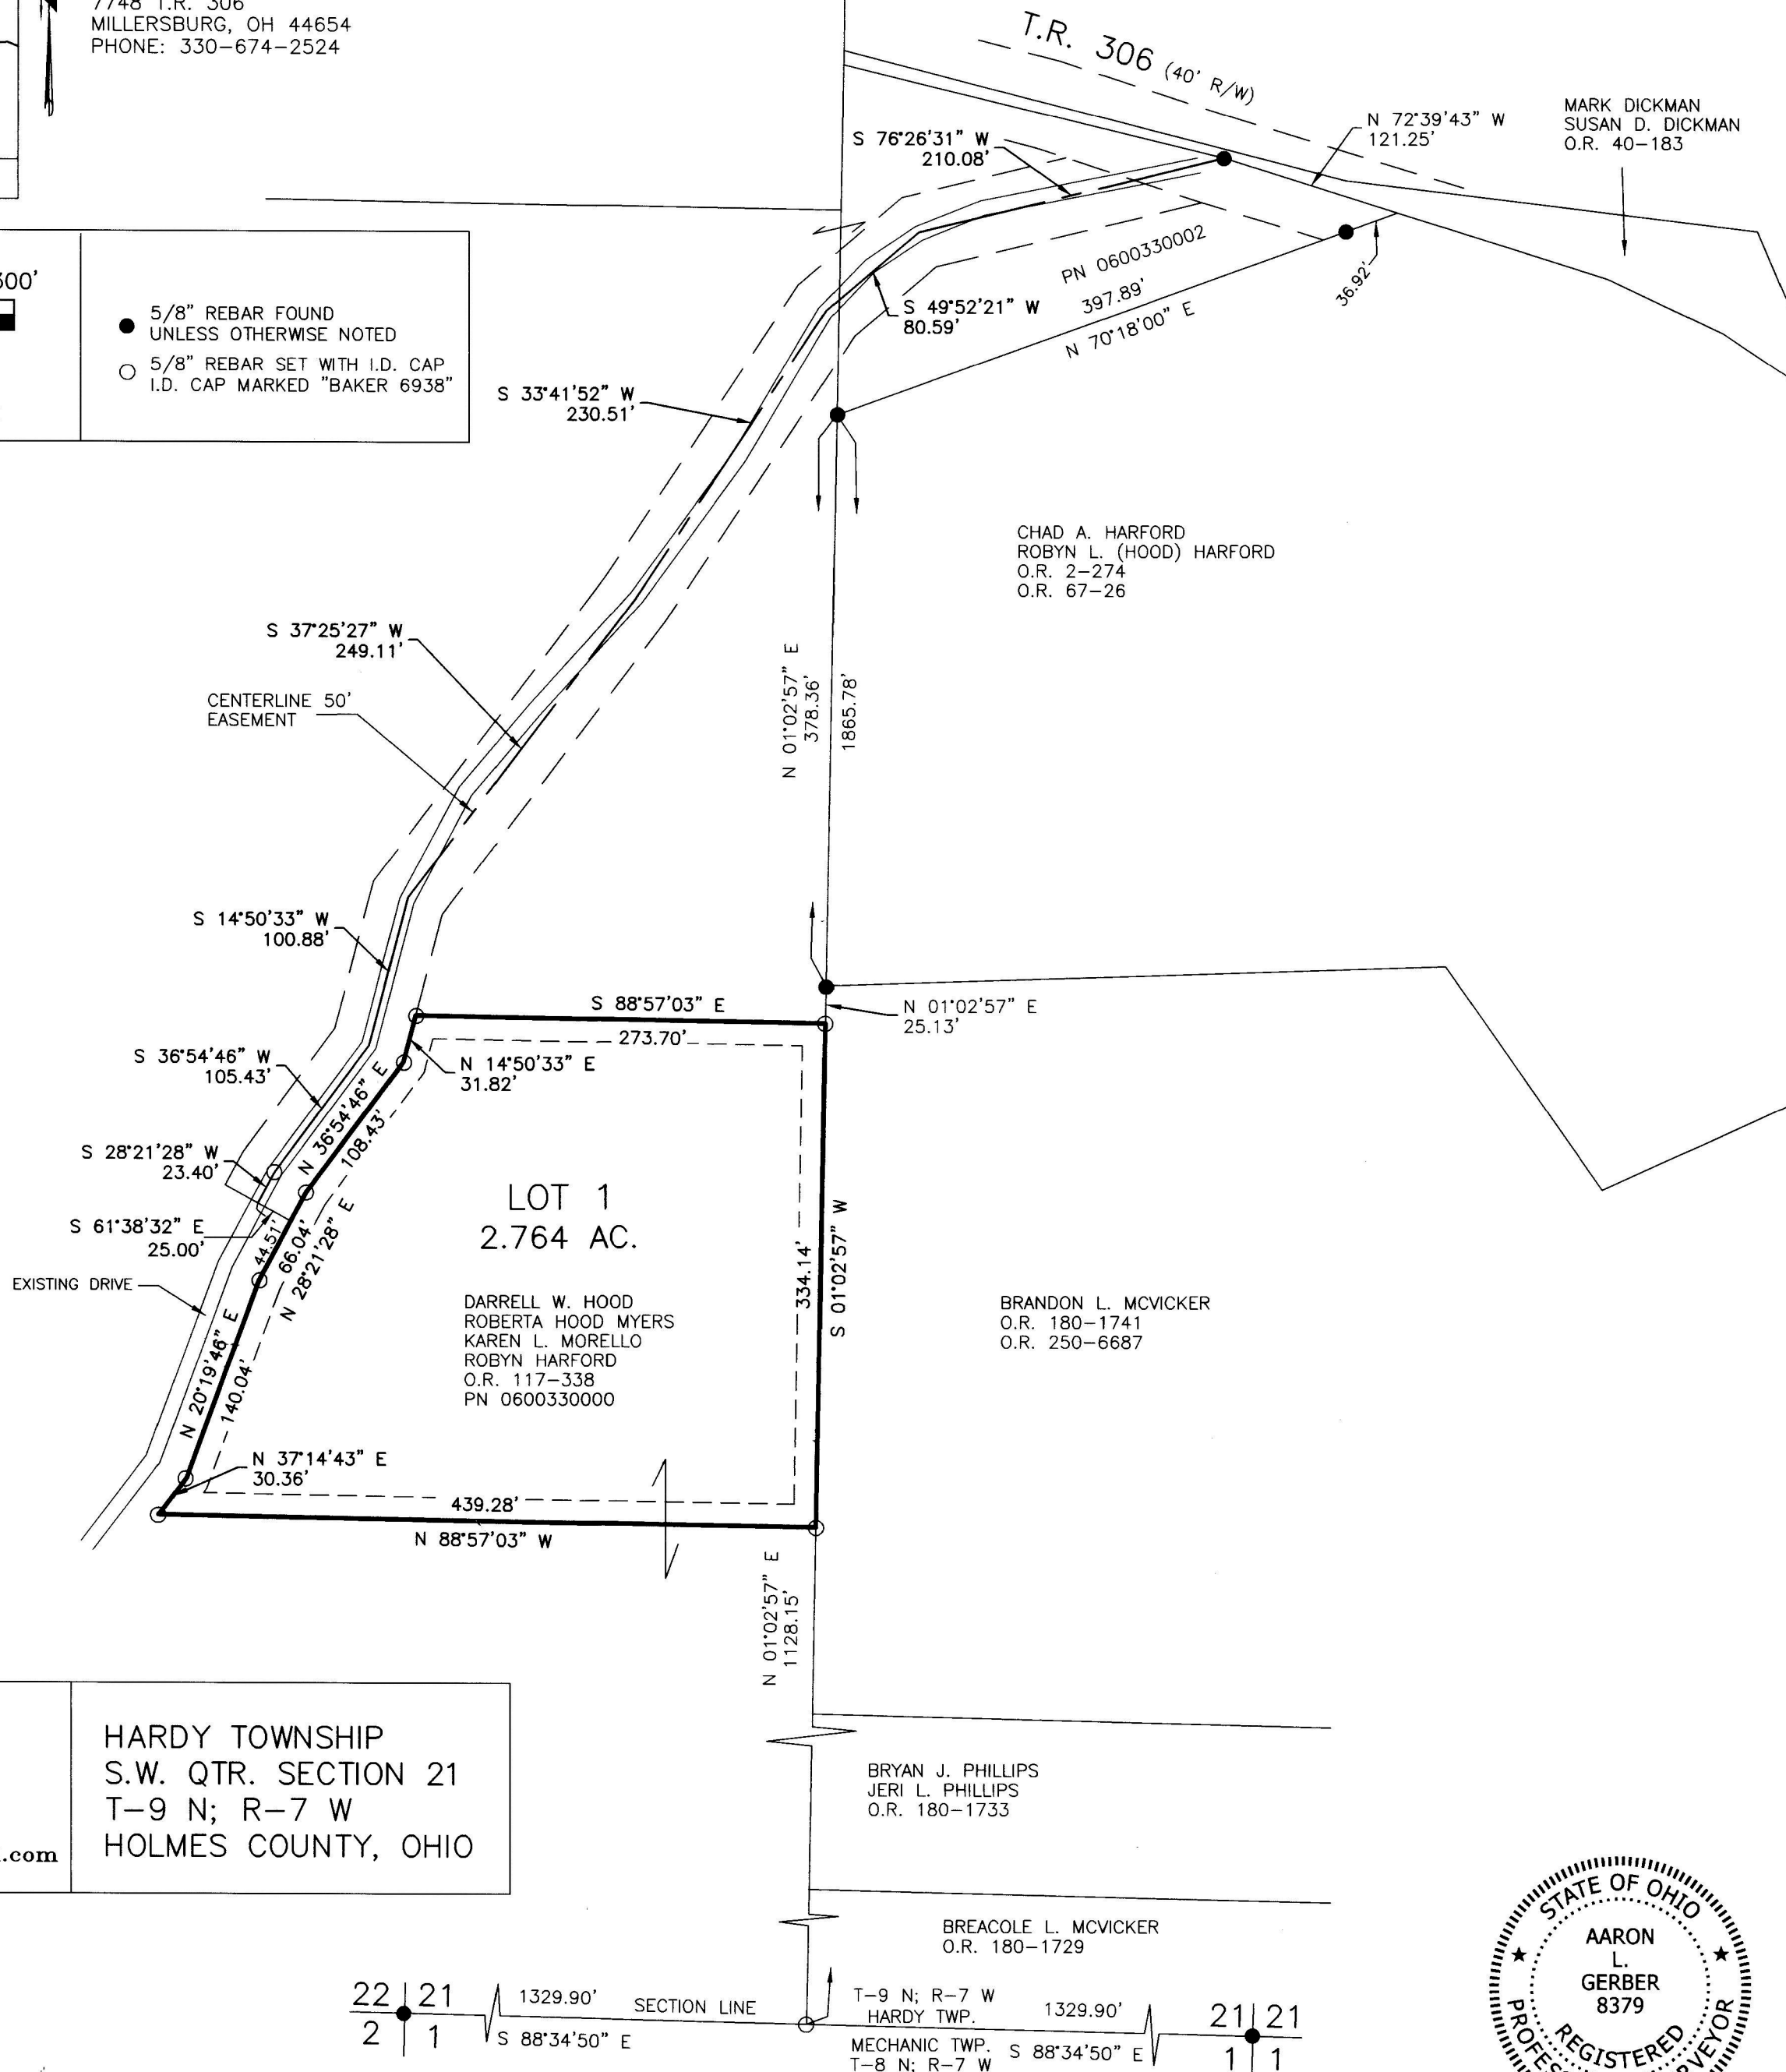 7748 T.R. 306
MILLERSBURG, OH 44654
PHONE: 330-674-2524
T.R. 306 (40' R/W)
N 72°39'43" W
121.25'
MARK DICKMAN
SUSAN D. DICKMAN
O.R. 40-183
S 76°26'31" W
210.08'
PN 0600330002
397.89'
N 70°18'00" E
36.92'
S 49°52'21" W
80.59'
300'
5/8" REBAR FOUND
UNLESS OTHERWISE NOTED
5/8" REBAR SET WITH I.D. CAP
I.D. CAP MARKED "BAKER 6938"
S 33°41'52" W
230.51'
CHAD A. HARFORD
ROBYN L. (HOOD) HARFORD
O.R. 2-274
O.R. 67-26
S 37°25'27" W
249.11'
N 01°02'57" E
378.36'
1865.78'
CENTERLINE 50'
EASEMENT
S 14°50'33" W
100.88'
S 88°57'03" E
273.70'
N 01°02'57" E
25.13'
S 36°54'46" W
105.43'
N 14°50'33" E
31.82'
N 36°54'46" E
108.43'
S 28°21'28" W
23.40'
S 61°38'32" E
25.00'
44.51'
66.04'
N 28°21'28" E
LOT 1
2.764 AC.
334.14'
S 01°02'57" W
EXISTING DRIVE
DARRELL W. HOOD
ROBERTA HOOD MYERS
KAREN L. MORELLO
ROBYN HARFORD
O.R. 117-338
PN 0600330000
BRANDON L. MCVICKER
O.R. 180-1741
O.R. 250-6687
N 20°19'46" E
140.04'
N 37°14'43" E
30.36'
439.28'
N 88°57'03" W
N 01°02'57" E
1128.15'
HARDY TOWNSHIP
S.W. QTR. SECTION 21
T-9 N; R-7 W
HOLMES COUNTY, OHIO
.com
BRYAN J. PHILLIPS
JERI L. PHILLIPS
O.R. 180-1733
BREACOLE L. MCVICKER
O.R. 180-1729
22 21
2 1
1329.90'
SECTION LINE
S 88°34'50" E
T-9 N; R-7 W
HARDY TWP.
MECHANIC TWP.
T-8 N; R-7 W
1329.90'
S 88°34'50" E
21 21
1 1
STATE OF OHIO
AARON
L.
GERBER
8379
REGISTERED